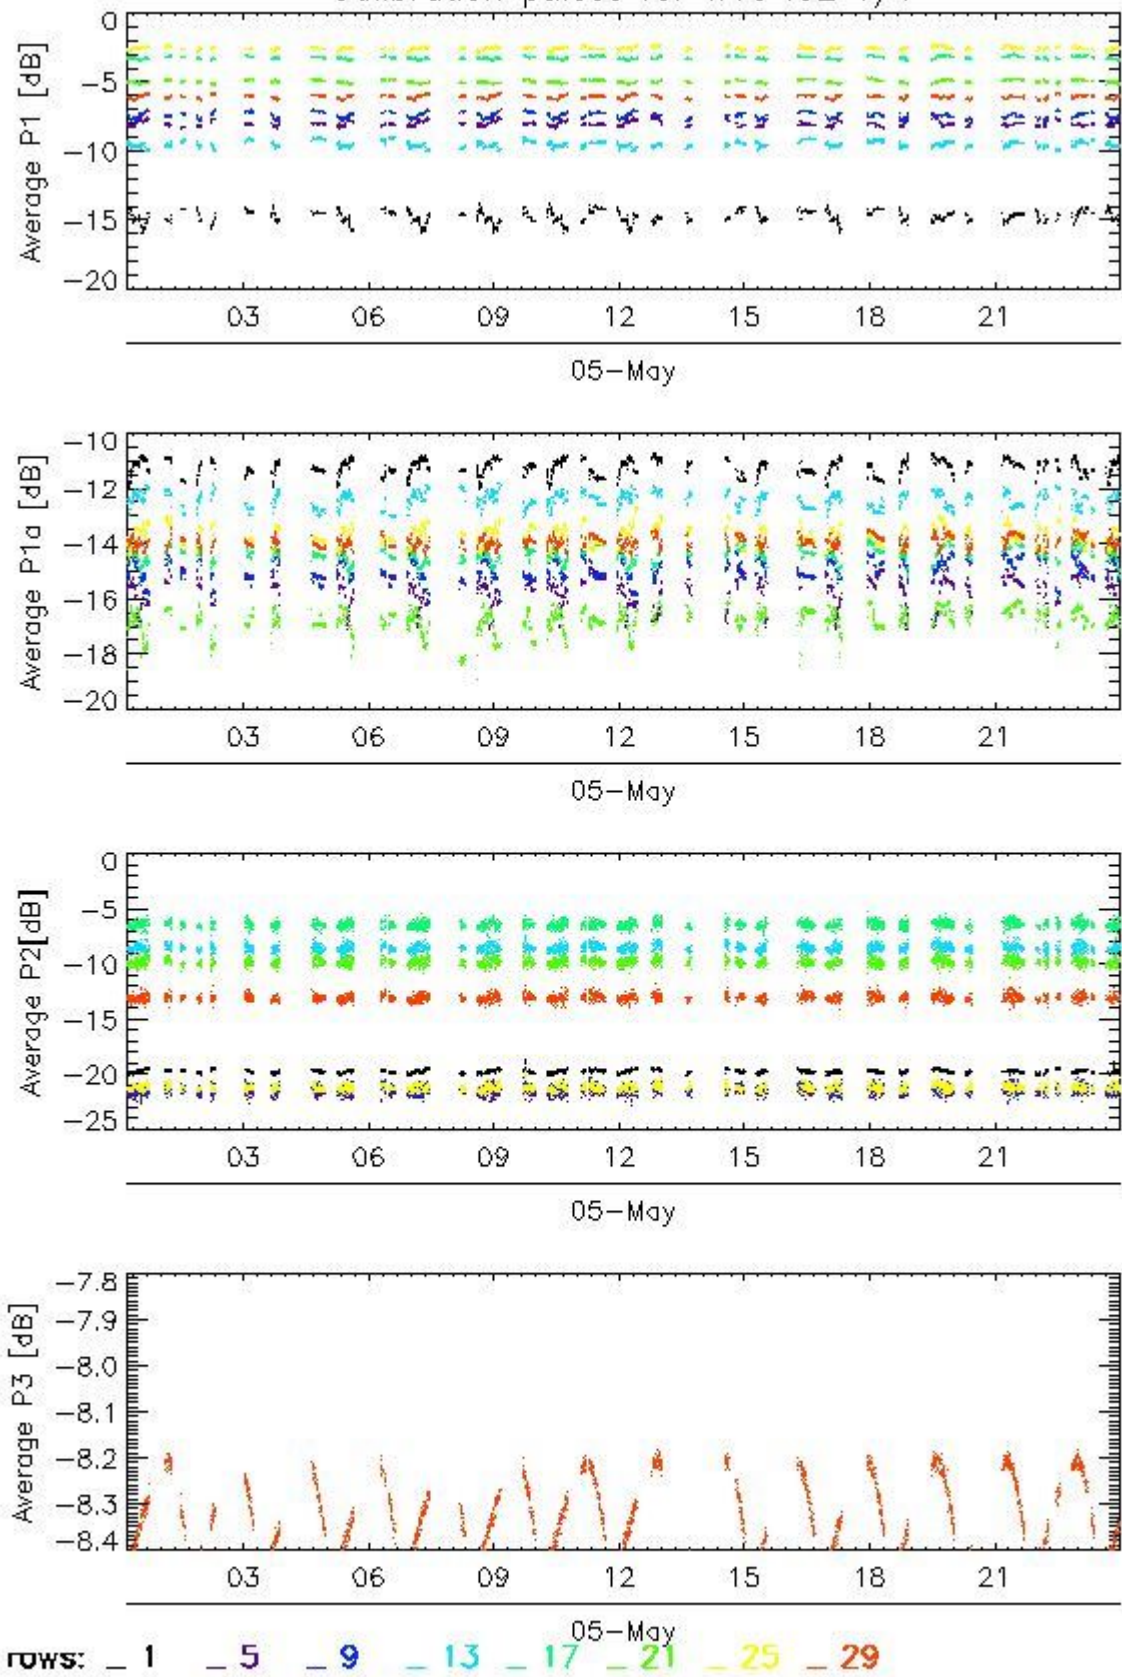 0
−5
−10
−15
−20
Average P1 [dB]
03 06 09 12 15 18 21
05−May
−10
−12
−14
−16
−18
−20
Average P1a [dB]
03 06 09 12 15 18 21
05−May
0
−5
−10
−15
−20
−25
Average P2[dB]
03 06 09 12 15 18 21
05−May
−7.8
−7.9
−8.0
−8.1
−8.2
−8.3
−8.4
Average P3 [dB]
03 06 09 12 15 18 21
05−May
rows: _ 1 _ 5 _ 9 _ 13 _ 17 _ 21 _ 25 _ 29